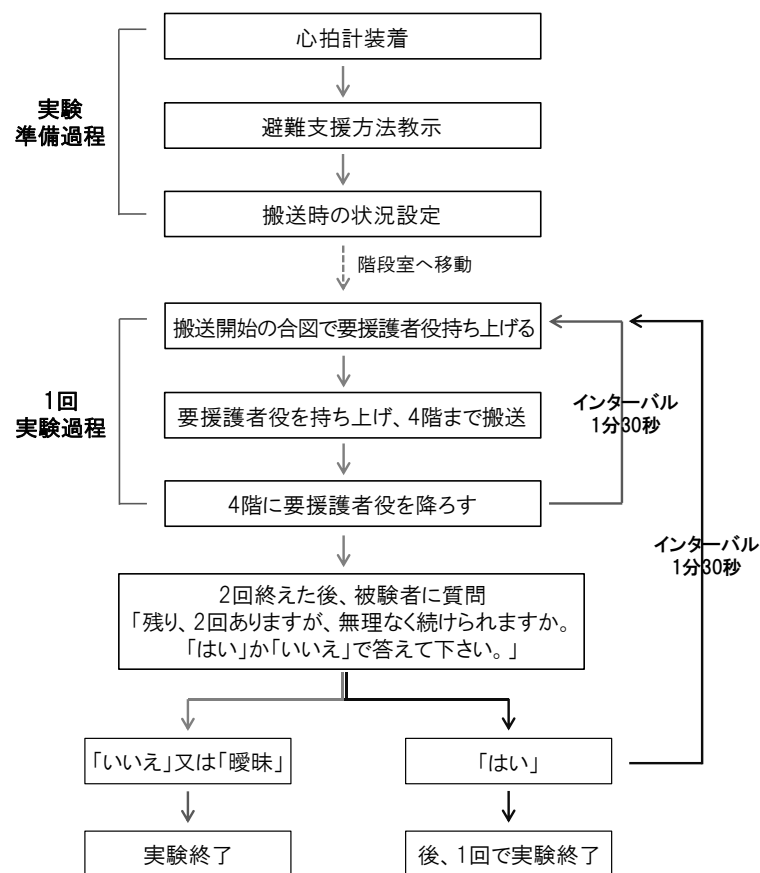 心拍計装着
実験
準備過程
避難支援方法教示
搬送時の状況設定
階段室へ移動
搬送開始の合図で要援護者役持ち上げる
1回
実験過程
要援護者役を持ち上げ、4階まで搬送
インターバル
1分30秒
4階に要援護者役を降ろす
インターバル
1分30秒
2回終えた後、被験者に質問
「残り、2回ありますが、無理なく続けられますか。
「はい」か「いいえ」で答えて下さい。」
「いいえ」又は「曖昧」
「はい」
実験終了
後、1回で実験終了